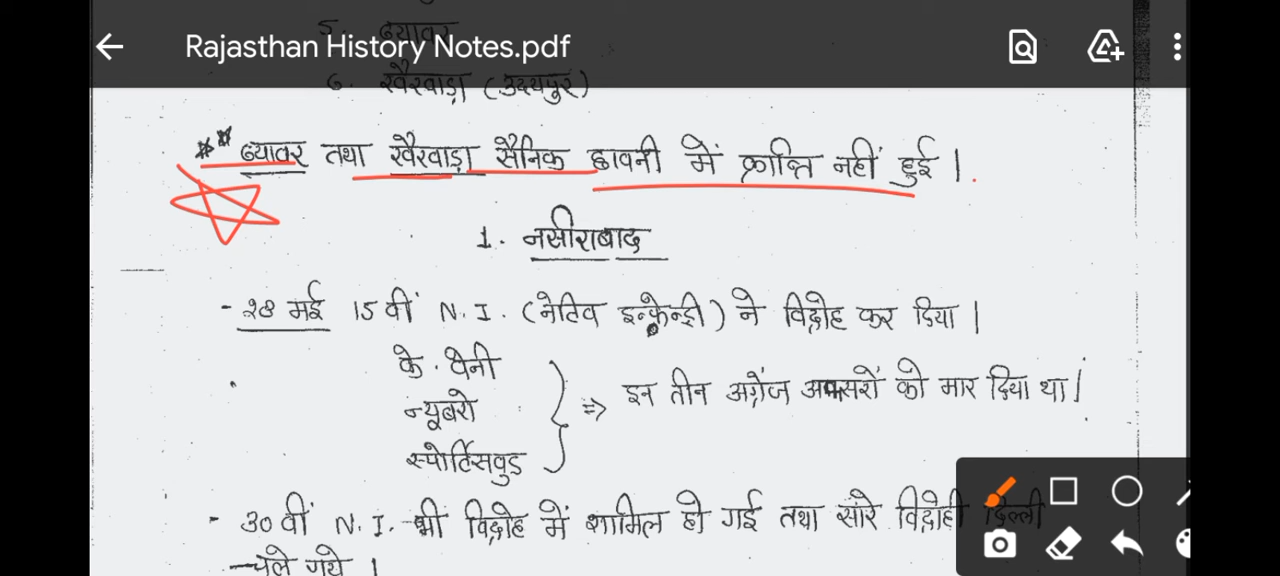 5. ब्यावर
Rajasthan History Notes.pdf
6. खैरवाड़ा (उदयपुर)
** ब्यावर तथा खैरवाड़ा सैनिक छावनी में क्रान्ति नहीं हुई ।
1. नसीराबाद
- 28 मई 15 वीं N. I. (नेटिव इन्फ्रेन्ट्री) ने विद्रोह कर दिया ।
के. पेनी
न्यूबरो
स्पोर्टिसवुड
} => इन तीन अंग्रेज अफसरों को मार दिया था ।
- 30 वीं N. I. भी विद्रोह में शामिल हो गई तथा सारे विद्रोही दिल्ली
चले गये ।